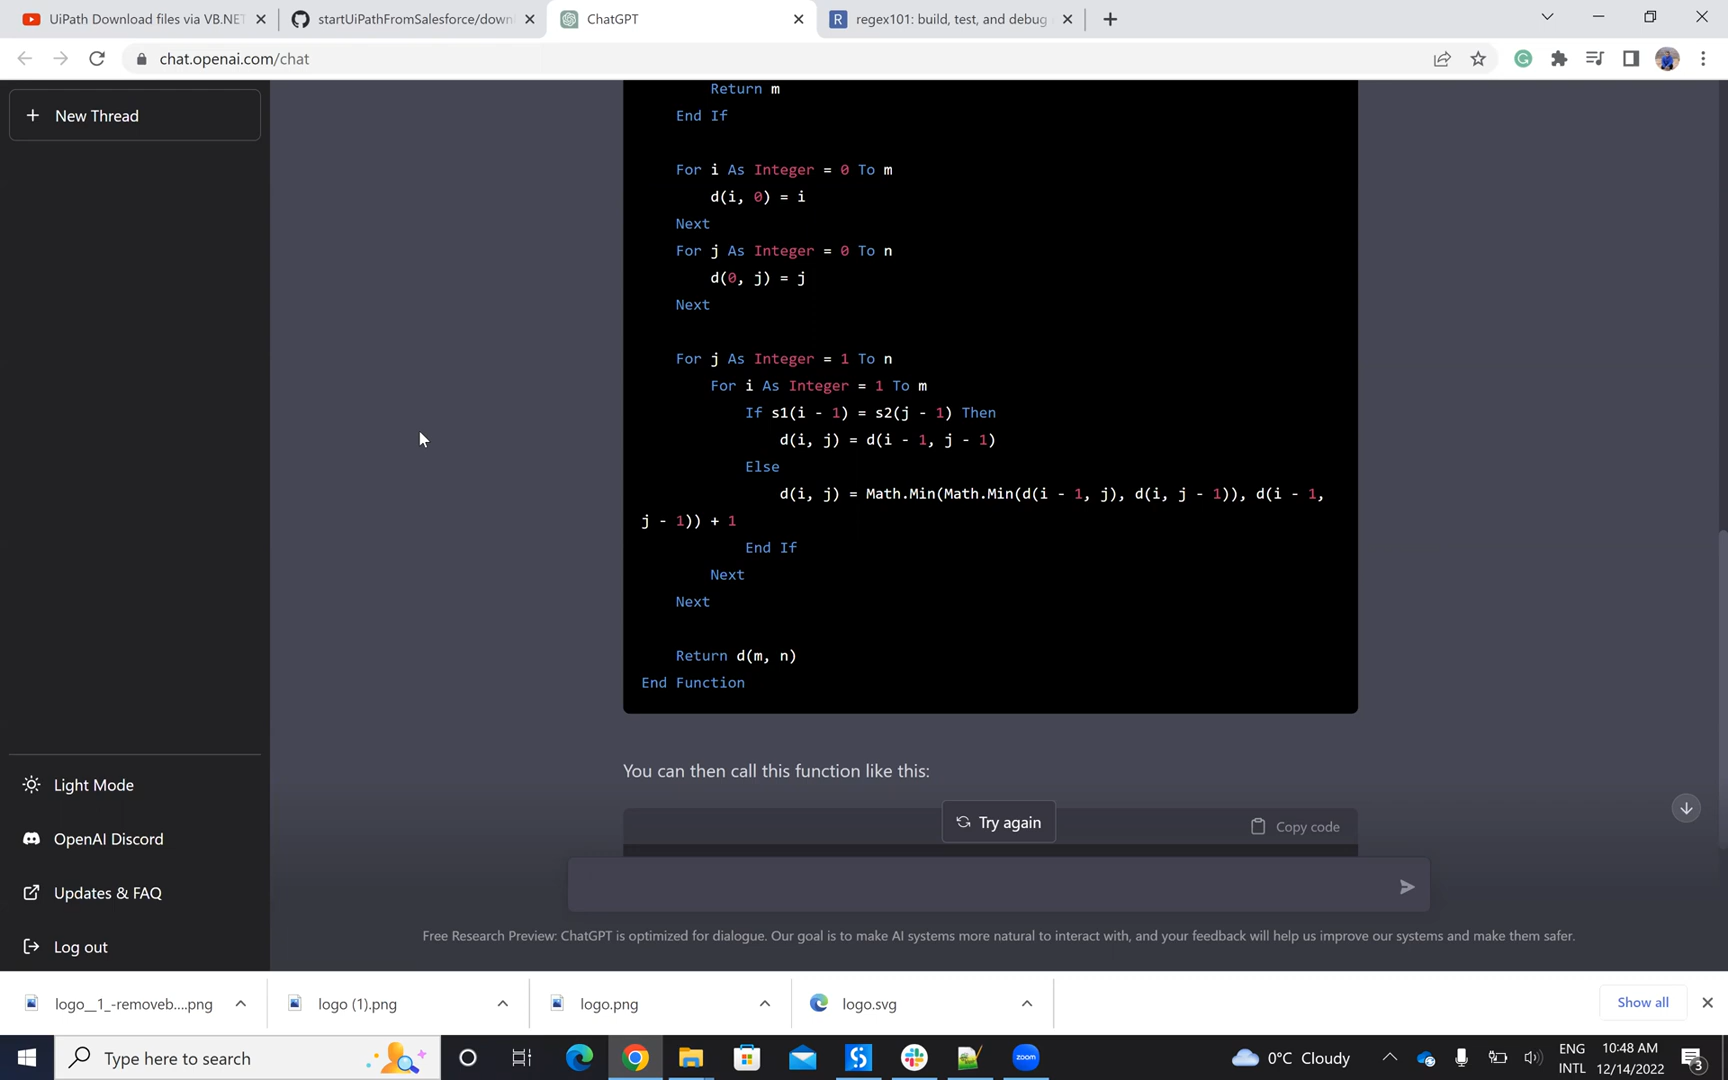 UiPath Download files via VB.NET
startUiPathFromSalesforce/down
ChatGPT
R regex101: build, test, and debug
chat.openai.com/chat
New Thread
Return m
End If
For i As Integer = 0 To m
d(i, 0) = i
Next
For j As Integer = 0 To n
d(0, j) = j
Next
For j As Integer = 1 To n
For i As Integer = 1 To m
If s1(i - 1) = s2(j - 1) Then
d(i, j) = d(i - 1, j - 1)
Else
d(i, j) = Math.Min(Math.Min(d(i - 1, j), d(i, j - 1)), d(i - 1,
j - 1)) + 1
End If
Next
Next
Return d(m, n)
End Function
You can then call this function like this:
Try again
Copy code
Light Mode
OpenAI Discord
Updates & FAQ
Log out
Free Research Preview: ChatGPT is optimized for dialogue. Our goal is to make AI systems more natural to interact with, and your feedback will help us improve our systems and make them safer.
logo__1_-removeb....png
logo (1).png
logo.png
logo.svg
Show all
Type here to search
zoom
0°C Cloudy
ENG
INTL
10:48 AM
12/14/2022
3